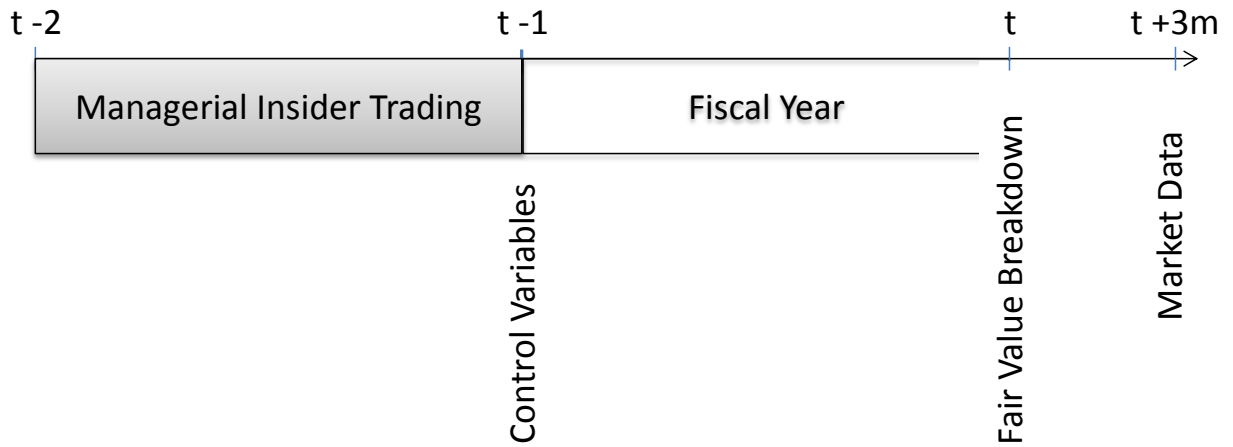 t -2 t -1 t t +3m
Managerial Insider Trading Fiscal Year
Control Variables
Fair Value Breakdown
Market Data